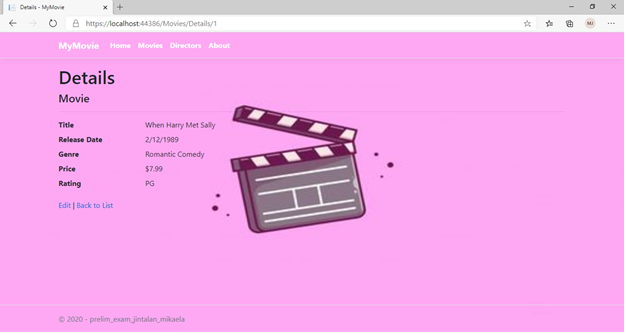 Details - MyMovie
https://localhost:44386/Movies/Details/1
MJ
MyMovie Home Movies Directors About
Details
Movie
Title When Harry Met Sally
Release Date 2/12/1989
Genre Romantic Comedy
Price $7.99
Rating PG
Edit | Back to List
© 2020 - prelim_exam_jintalan_mikaela